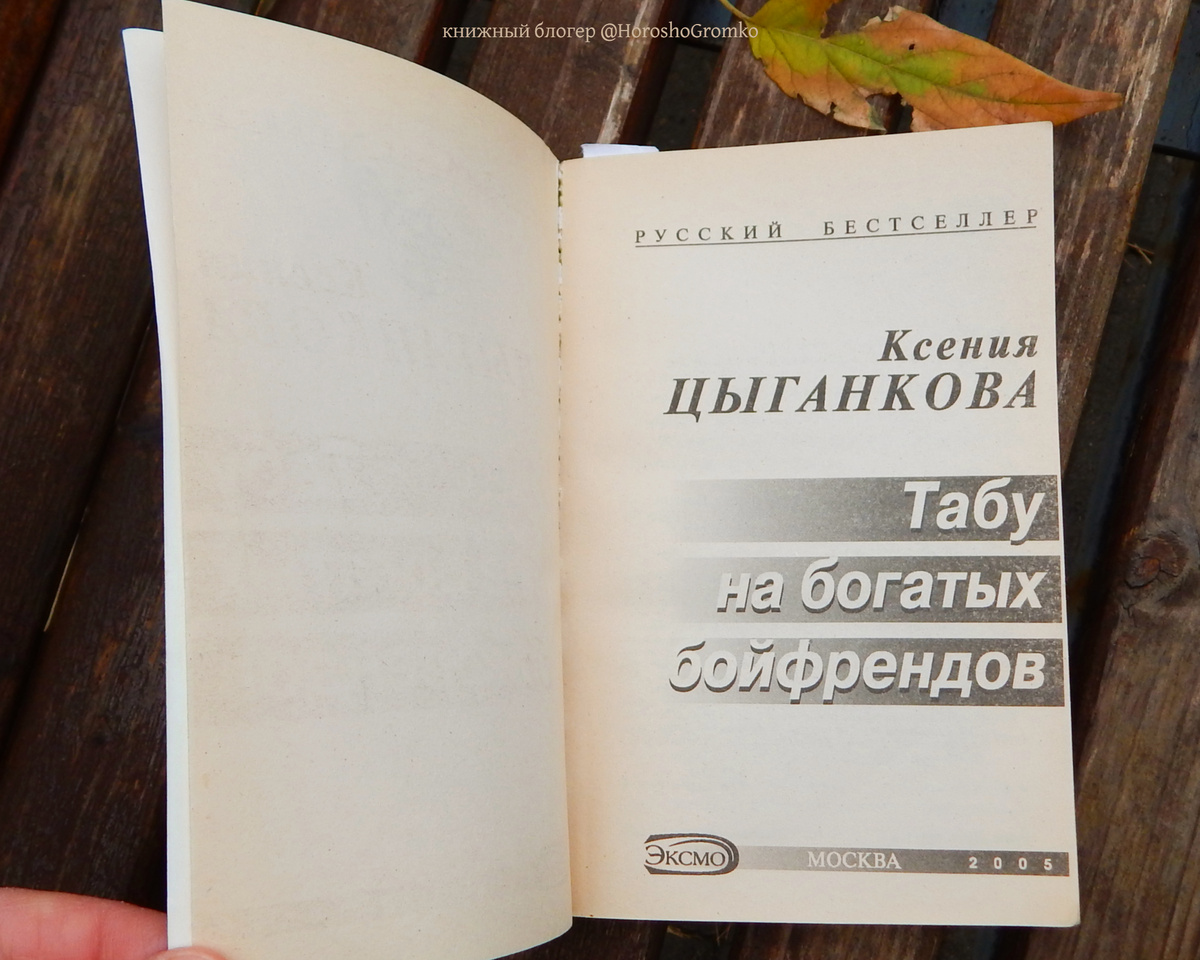 книжный блогер @HoroshoGromko
РУССКИЙ БЕСТСЕЛЛЕР
Ксения
ЦЫГАНКОВА
Табу
на богатых
бойфрендов
ЭКСМО
МОСКВА
2005